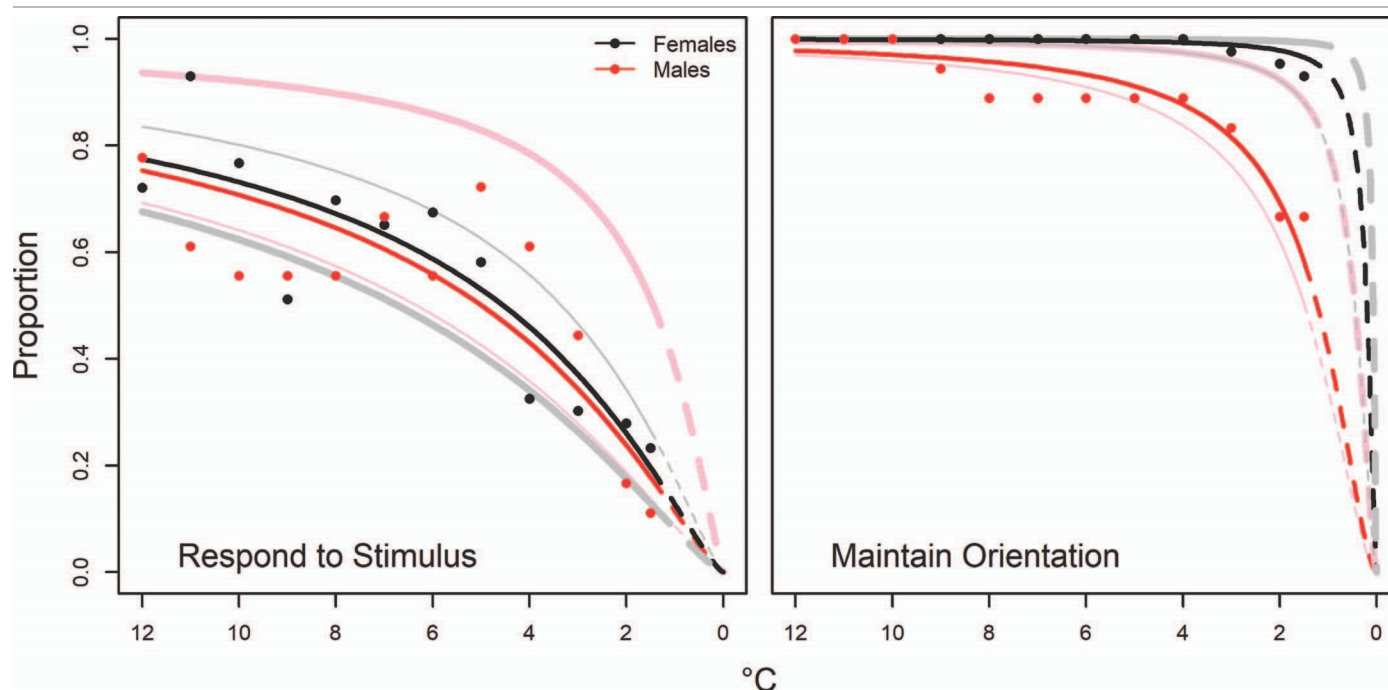 Females
Males
Proportion
1.0
0.8
0.6
0.4
0.2
0.0
Respond to Stimulus
Maintain Orientation
12 10 8 6 4 2 0
12 10 8 6 4 2 0
°C